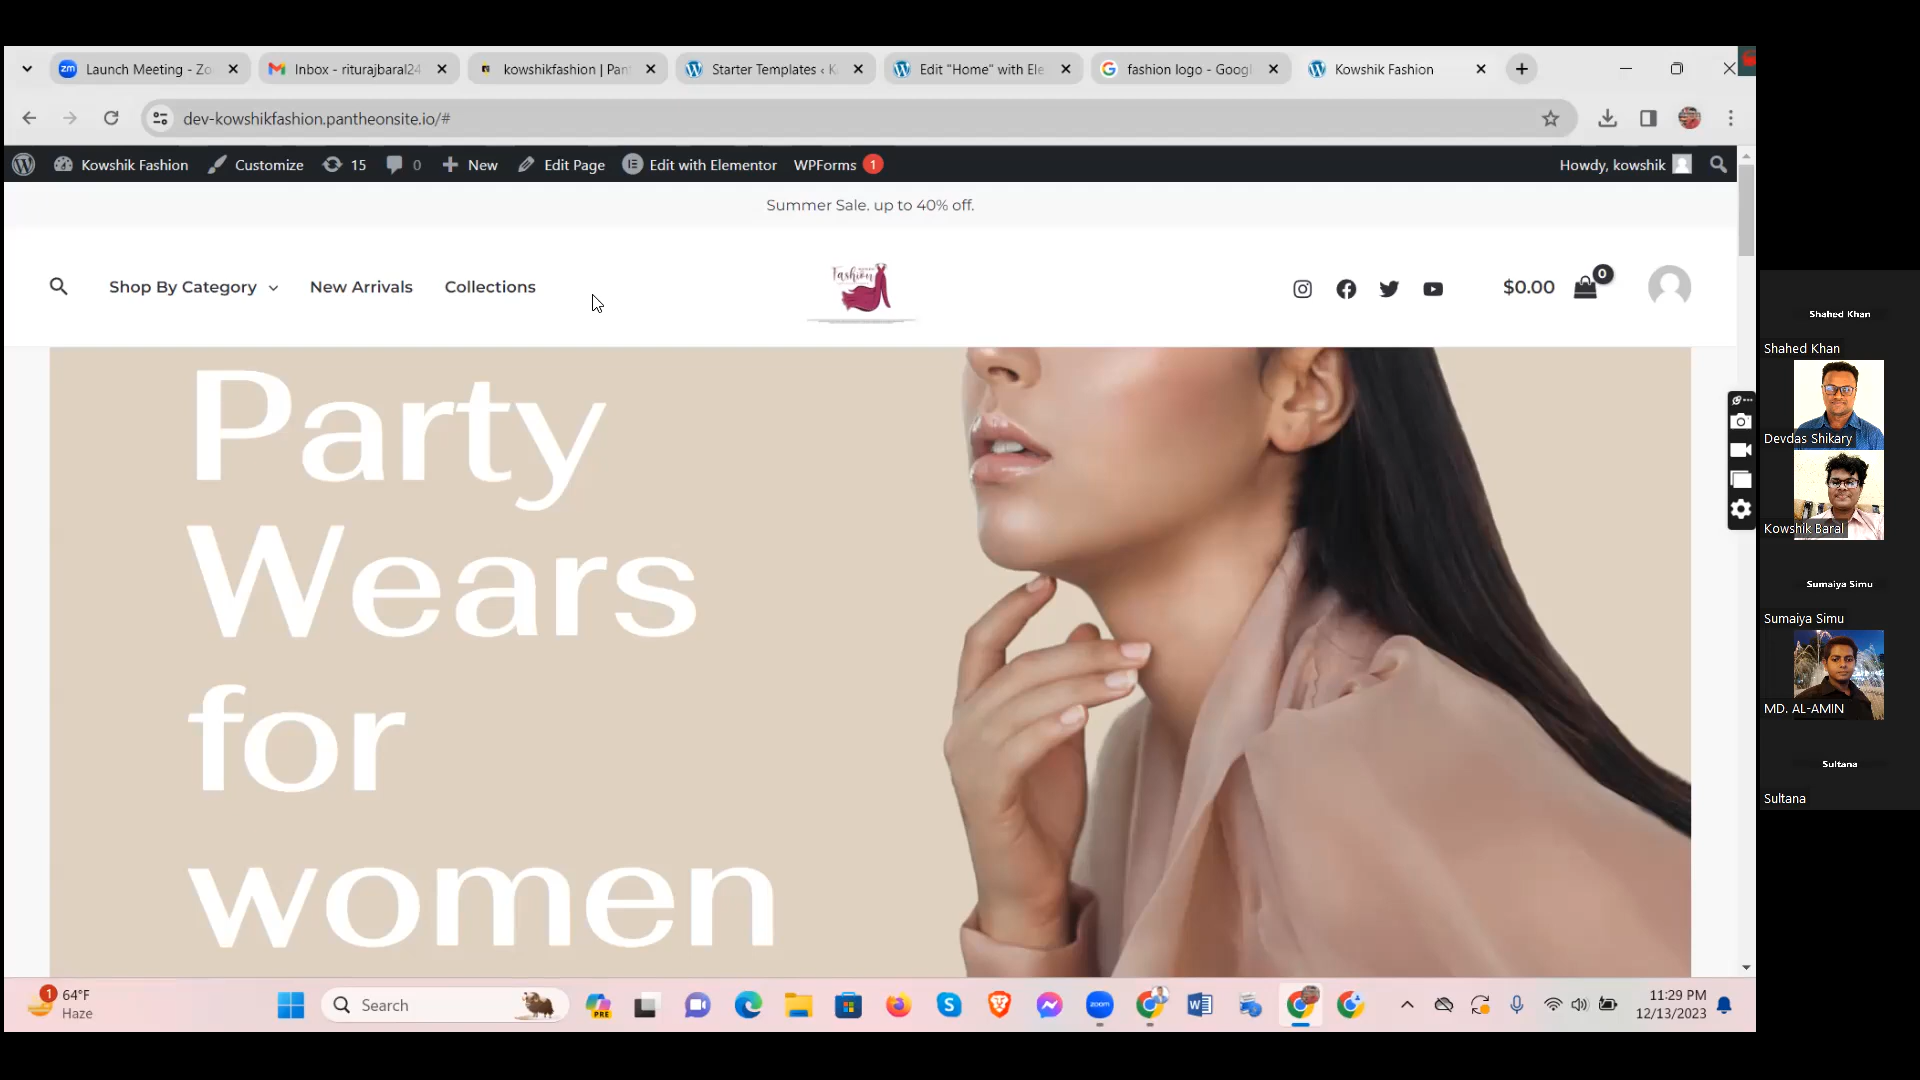 Launch Meeting - Zo
Inbox - riturajbaral24
kowshikfashion | Pan
Starter Templates ‹ K
Edit "Home" with Ele
fashion logo - Googl
Kowshik Fashion
dev-kowshikfashion.pantheonsite.io/#
Kowshik Fashion
Customize
15
0
New
Edit Page
Edit with Elementor
WPForms 1
Howdy, kowshik
Summer Sale. up to 40% off.
Shop By Category
New Arrivals
Collections
Fashion
$0.00
0
Party
Wears
for
women
Shahed Khan
Shahed Khan
Devdas Shikary
Kowshik Baral
Sumaiya Simu
Sumaiya Simu
MD. AL-AMIN
Sultana
Sultana
1
64°F
Haze
Search
PRE
zoom
11:29 PM
12/13/2023